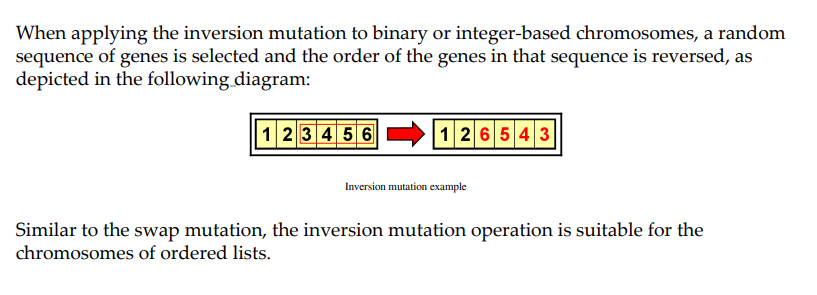 When applying the inversion mutation to binary or integer-based chromosomes, a random
sequence of genes is selected and the order of the genes in that sequence is reversed, as
depicted in the following diagram:
1 2 3 4 5 6 1 2 6 5 4 3
Inversion mutation example
Similar to the swap mutation, the inversion mutation operation is suitable for the
chromosomes of ordered lists.